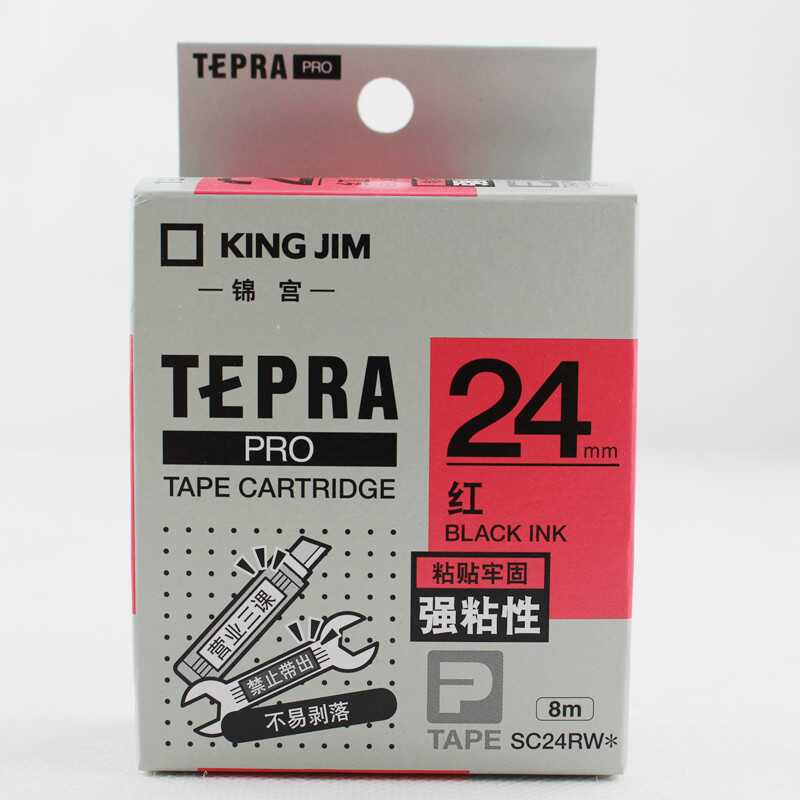 TEPRA PRO
KING JIM
锦 宫
TEPRA
PRO
TAPE CARTRIDGE
24mm
红
BLACK INK
粘贴牢固
强粘性
营业三课
禁止带出
不易剥落
P
TAPE
8m
SC24RW*